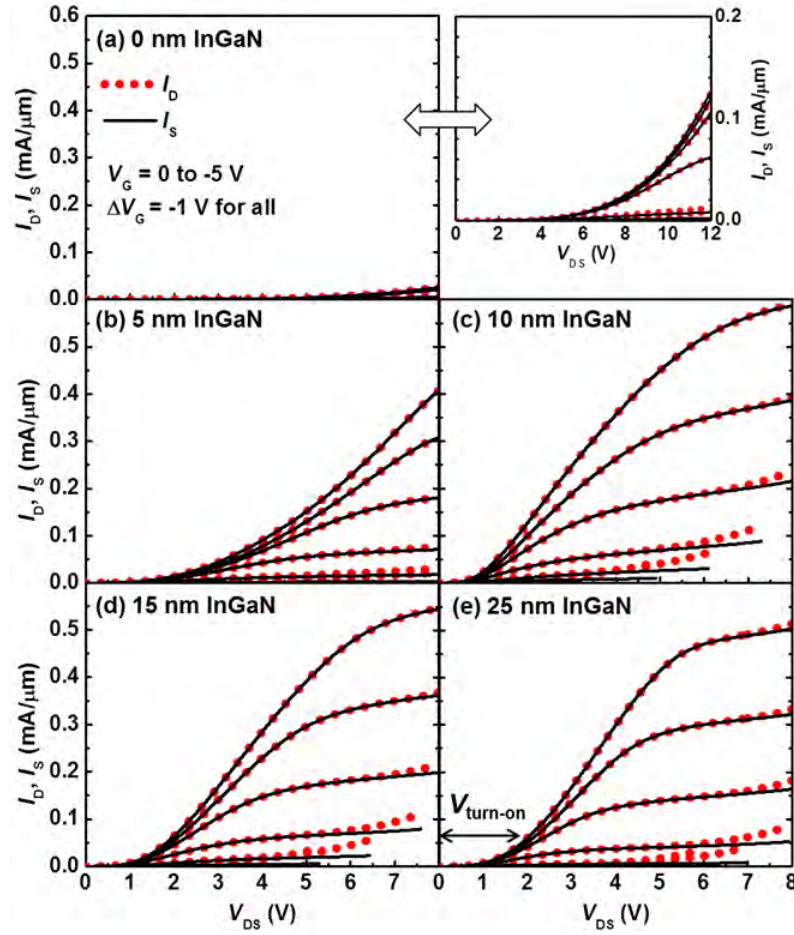 0.6
0.5
0.4
0.3
0.2
0.1
0.0
I_D, I_S (mA/μm)
(a) 0 nm InGaN
I_D
I_S
V_G = 0 to -5 V
ΔV_G = -1 V for all
0.2
0.1
0.0
I_D, I_S (mA/μm)
0 2 4 6 8 10 12
V_DS (V)
(b) 5 nm InGaN
0.5
0.4
0.3
0.2
0.1
0.0
I_D, I_S (mA/μm)
(c) 10 nm InGaN
(d) 15 nm InGaN
0.5
0.4
0.3
0.2
0.1
0.0
I_D, I_S (mA/μm)
0 1 2 3 4 5 6 7
V_DS (V)
(e) 25 nm InGaN
V_turn-on
0 1 2 3 4 5 6 7 8
V_DS (V)